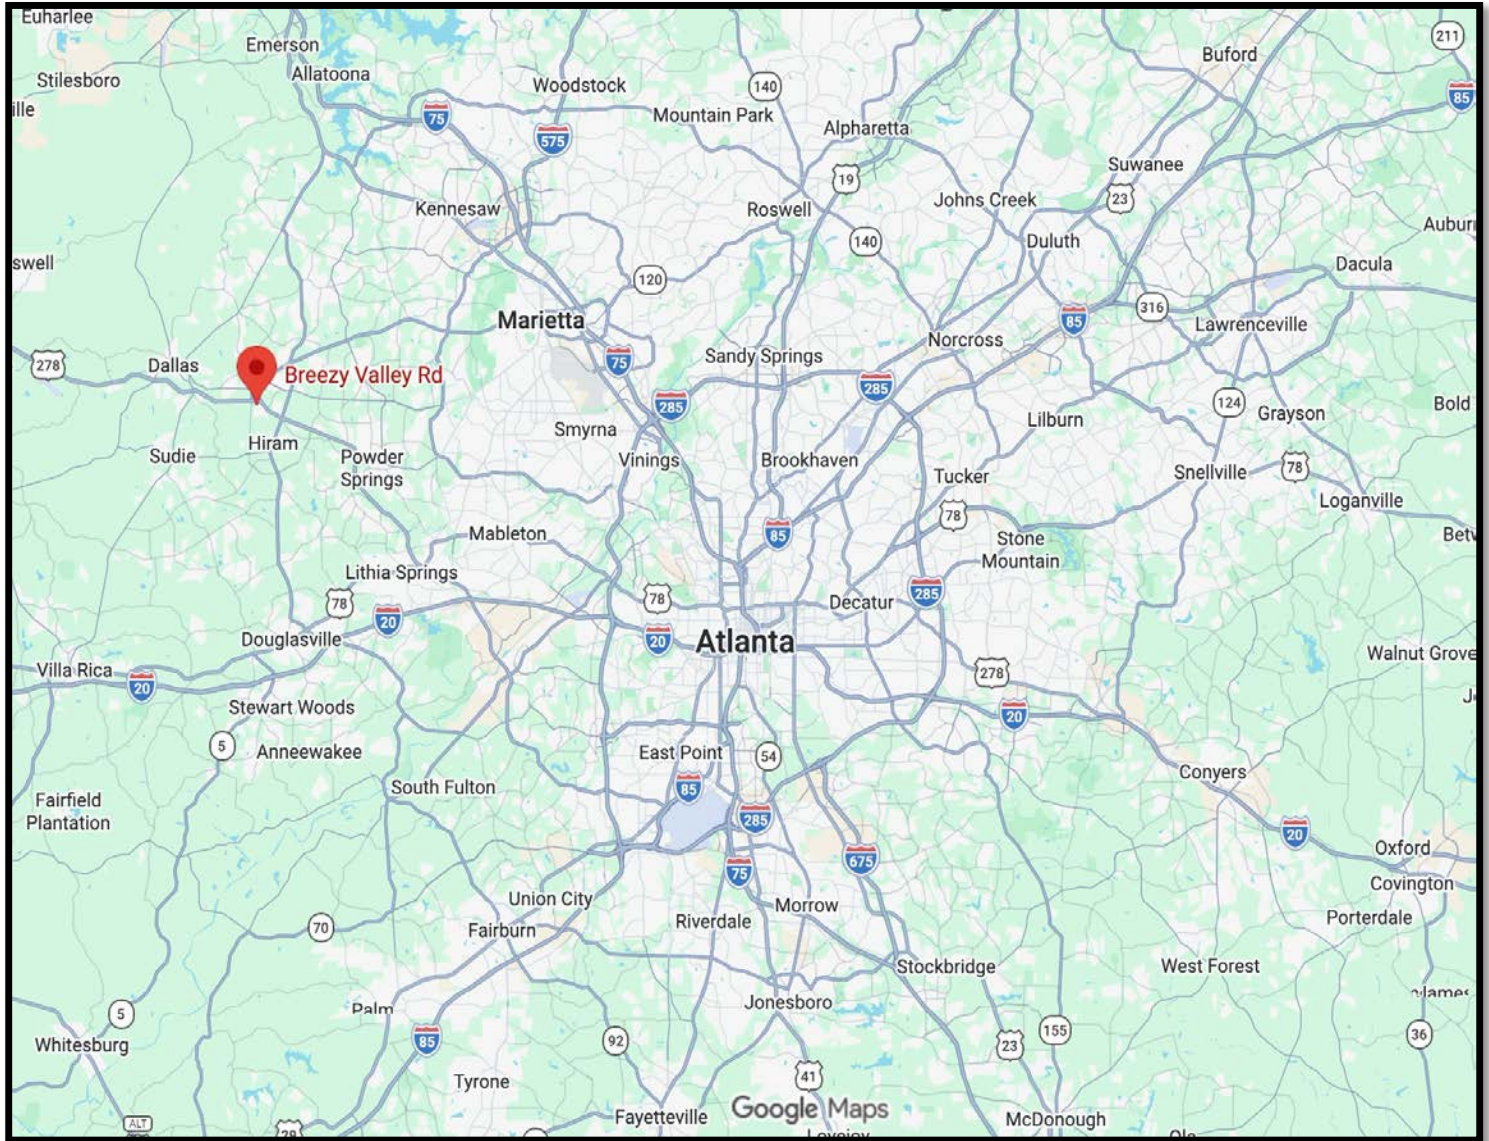 Euharlee
Emerson
211
Buford
Stilesboro
Allatoona
Woodstock
140
85
ille
75
Mountain Park
Alpharetta
575
Suwanee
19
23
Kennesaw
Roswell
Johns Creek
Auburn
140
Duluth
swell
120
Dacula
316
85
Marietta
Lawrenceville
Norcross
278
Dallas
75
Sandy Springs
Breezy Valley Rd
285
285
124
Grayson
Bold
Smyrna
Lilburn
Hiram
Sudie
Powder
Springs
Vinings
Brookhaven
Tucker
Snellville
78
Loganville
78
Mableton
85
Stone
Mountain
Betw
Lithia Springs
78
78
285
Decatur
20
Douglasville
20
Atlanta
Walnut Grove
Villa Rica
20
278
J
Stewart Woods
20
5
Anneewakee
East Point
54
Conyers
South Fulton
85
Fairfield
Plantation
285
20
Oxford
75
675
Covington
Union City
Morrow
Riverdale
Porterdale
70
Fairburn
Stockbridge
West Forest
Jonesboro
Palm
5
85
92
23
155
36
Whitesburg
Tyrone
41
Fayetteville
Google Maps
McDonough
ALT
29